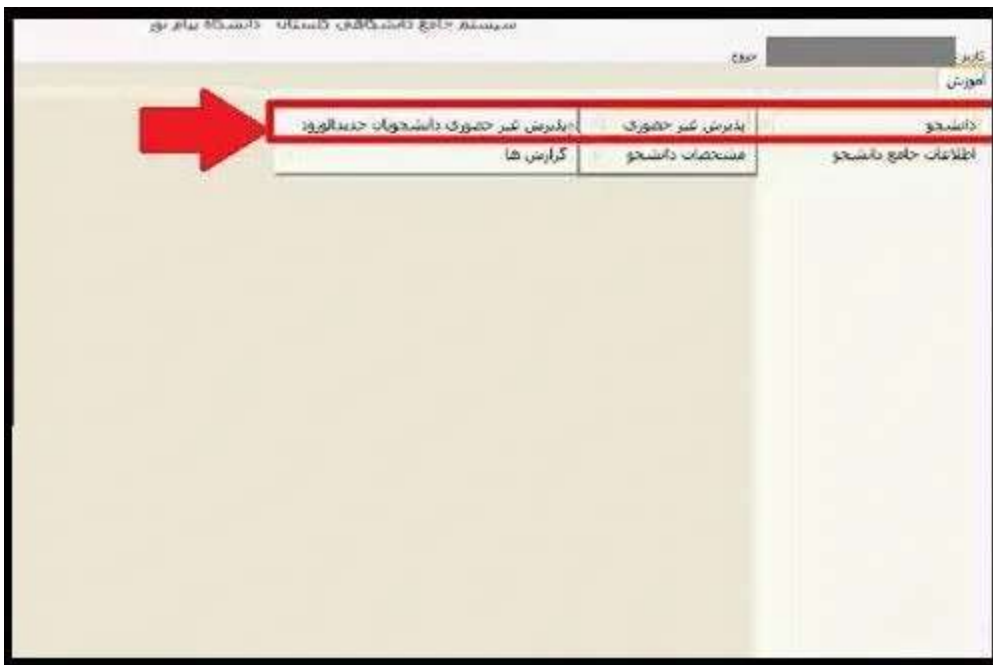 سیستم جامع دانشگاهی گلستان دانشگاه پیام نور
کاربر: خروج
آموزش
دانشجو پذیرش غیر حضوری پذیرش غیر حضوری دانشجویان جدیدالورود
اطلاعات جامع دانشجو مشخصات دانشجو گزارش ها